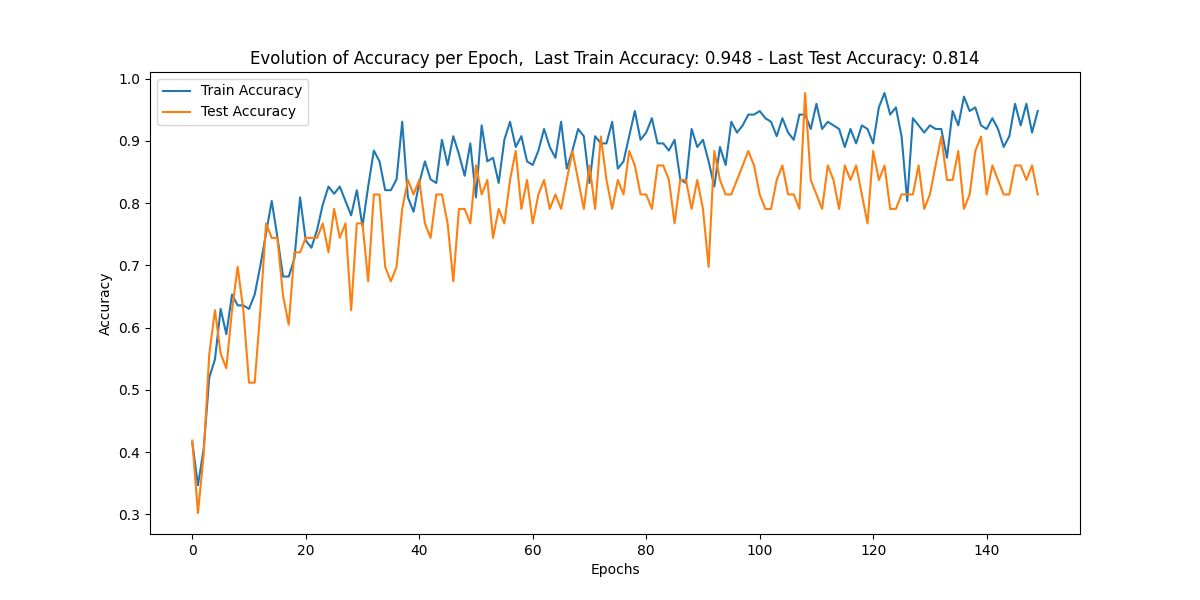 Evolution of Accuracy per Epoch,  Last Train Accuracy: 0.948 - Last Test Accuracy: 0.814
Train Accuracy
Test Accuracy
1.0
0.9
0.8
0.7
0.6
0.5
0.4
0.3
Accuracy
0 20 40 60 80 100 120 140
Epochs